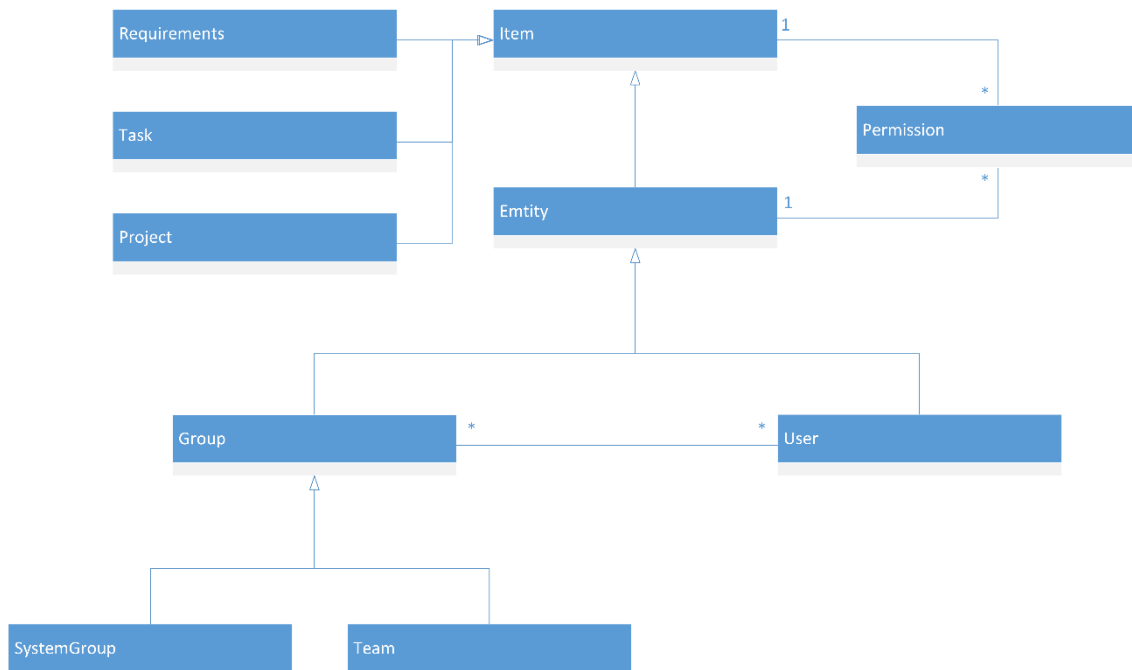 Requirements
Item
1
*
Task
Permission
*
Emtity
1
Project
Group
*
*
User
SystemGroup
Team